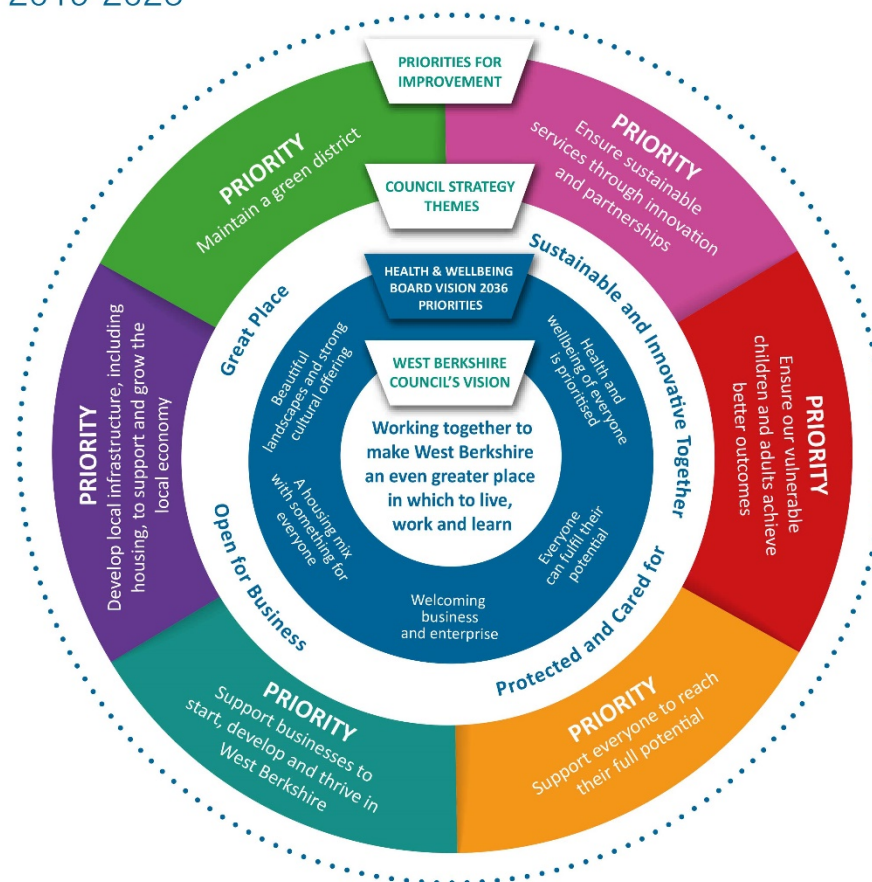 PRIORITIES FOR
IMPROVEMENT
PRIORITY
Maintain a green district
PRIORITY
Ensure sustainable
services through innovation
and partnerships
PRIORITY
Ensure our vulnerable
children and adults achieve
better outcomes
PRIORITY
Support everyone to reach
their full potential
PRIORITY
Support businesses to
start, develop and thrive in
West Berkshire
PRIORITY
Develop local infrastructure, including
housing, to support and grow the
local economy
COUNCIL STRATEGY
THEMES
Great Place
Sustainable and Innovative Together
Protected and Cared for
Open for Business
HEALTH & WELLBEING
BOARD VISION 2036
PRIORITIES
Beautiful
landscapes and strong
cultural offering
Health and
wellbeing of everyone
is prioritised
Everyone
can fulfil their
potential
Welcoming
business
and enterprise
A housing mix
with something for
everyone
WEST BERKSHIRE
COUNCIL'S VISION
Working together to
make West Berkshire
an even greater place
in which to live,
work and learn